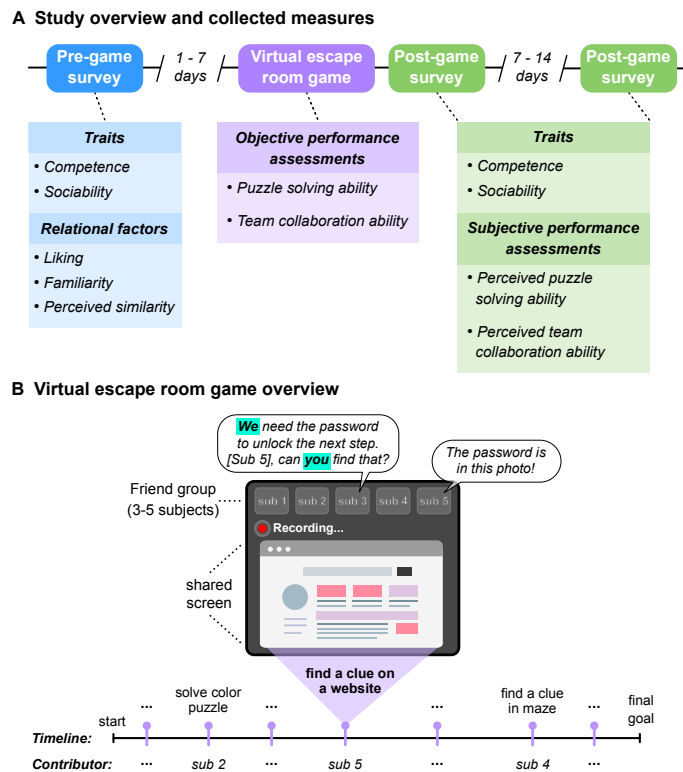 A Study overview and collected measures
Pre-game
survey
1 - 7
days
Virtual escape
room game
Post-game
survey
7 - 14
days
Post-game
survey
Traits
• Competence
• Sociability
Relational factors
• Liking
• Familiarity
• Perceived similarity
Objective performance
assessments
• Puzzle solving ability
• Team collaboration ability
Traits
• Competence
• Sociability
Subjective performance
assessments
• Perceived puzzle
solving ability
• Perceived team
collaboration ability
B Virtual escape room game overview
We need the password
to unlock the next step.
[Sub 5], can you find that?
The password is
in this photo!
Friend group
(3-5 subjects)
sub 1 sub 2 sub 3 sub 4 sub 5
Recording...
shared
screen
find a clue on
a website
start
...
solve color
puzzle
...
...
...
find a clue
in maze
...
final
goal
Timeline:
Contributor: ... sub 2 ... sub 5 ... sub 4 ...